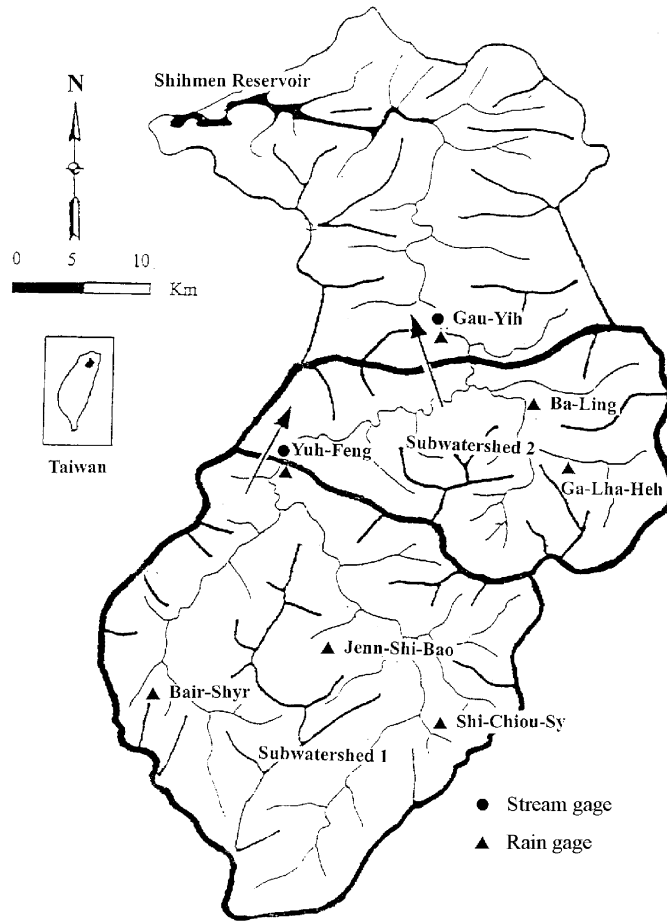 Shihmen Reservoir
N
0 5 10
Km
Gau-Yih
Ba-Ling
Yuh-Feng
Subwatershed 2
Taiwan
Ga-Lha-Heh
Jenn-Shi-Bao
Bair-Shyr
Shi-Chiou-Sy
Subwatershed 1
Stream gage
Rain gage